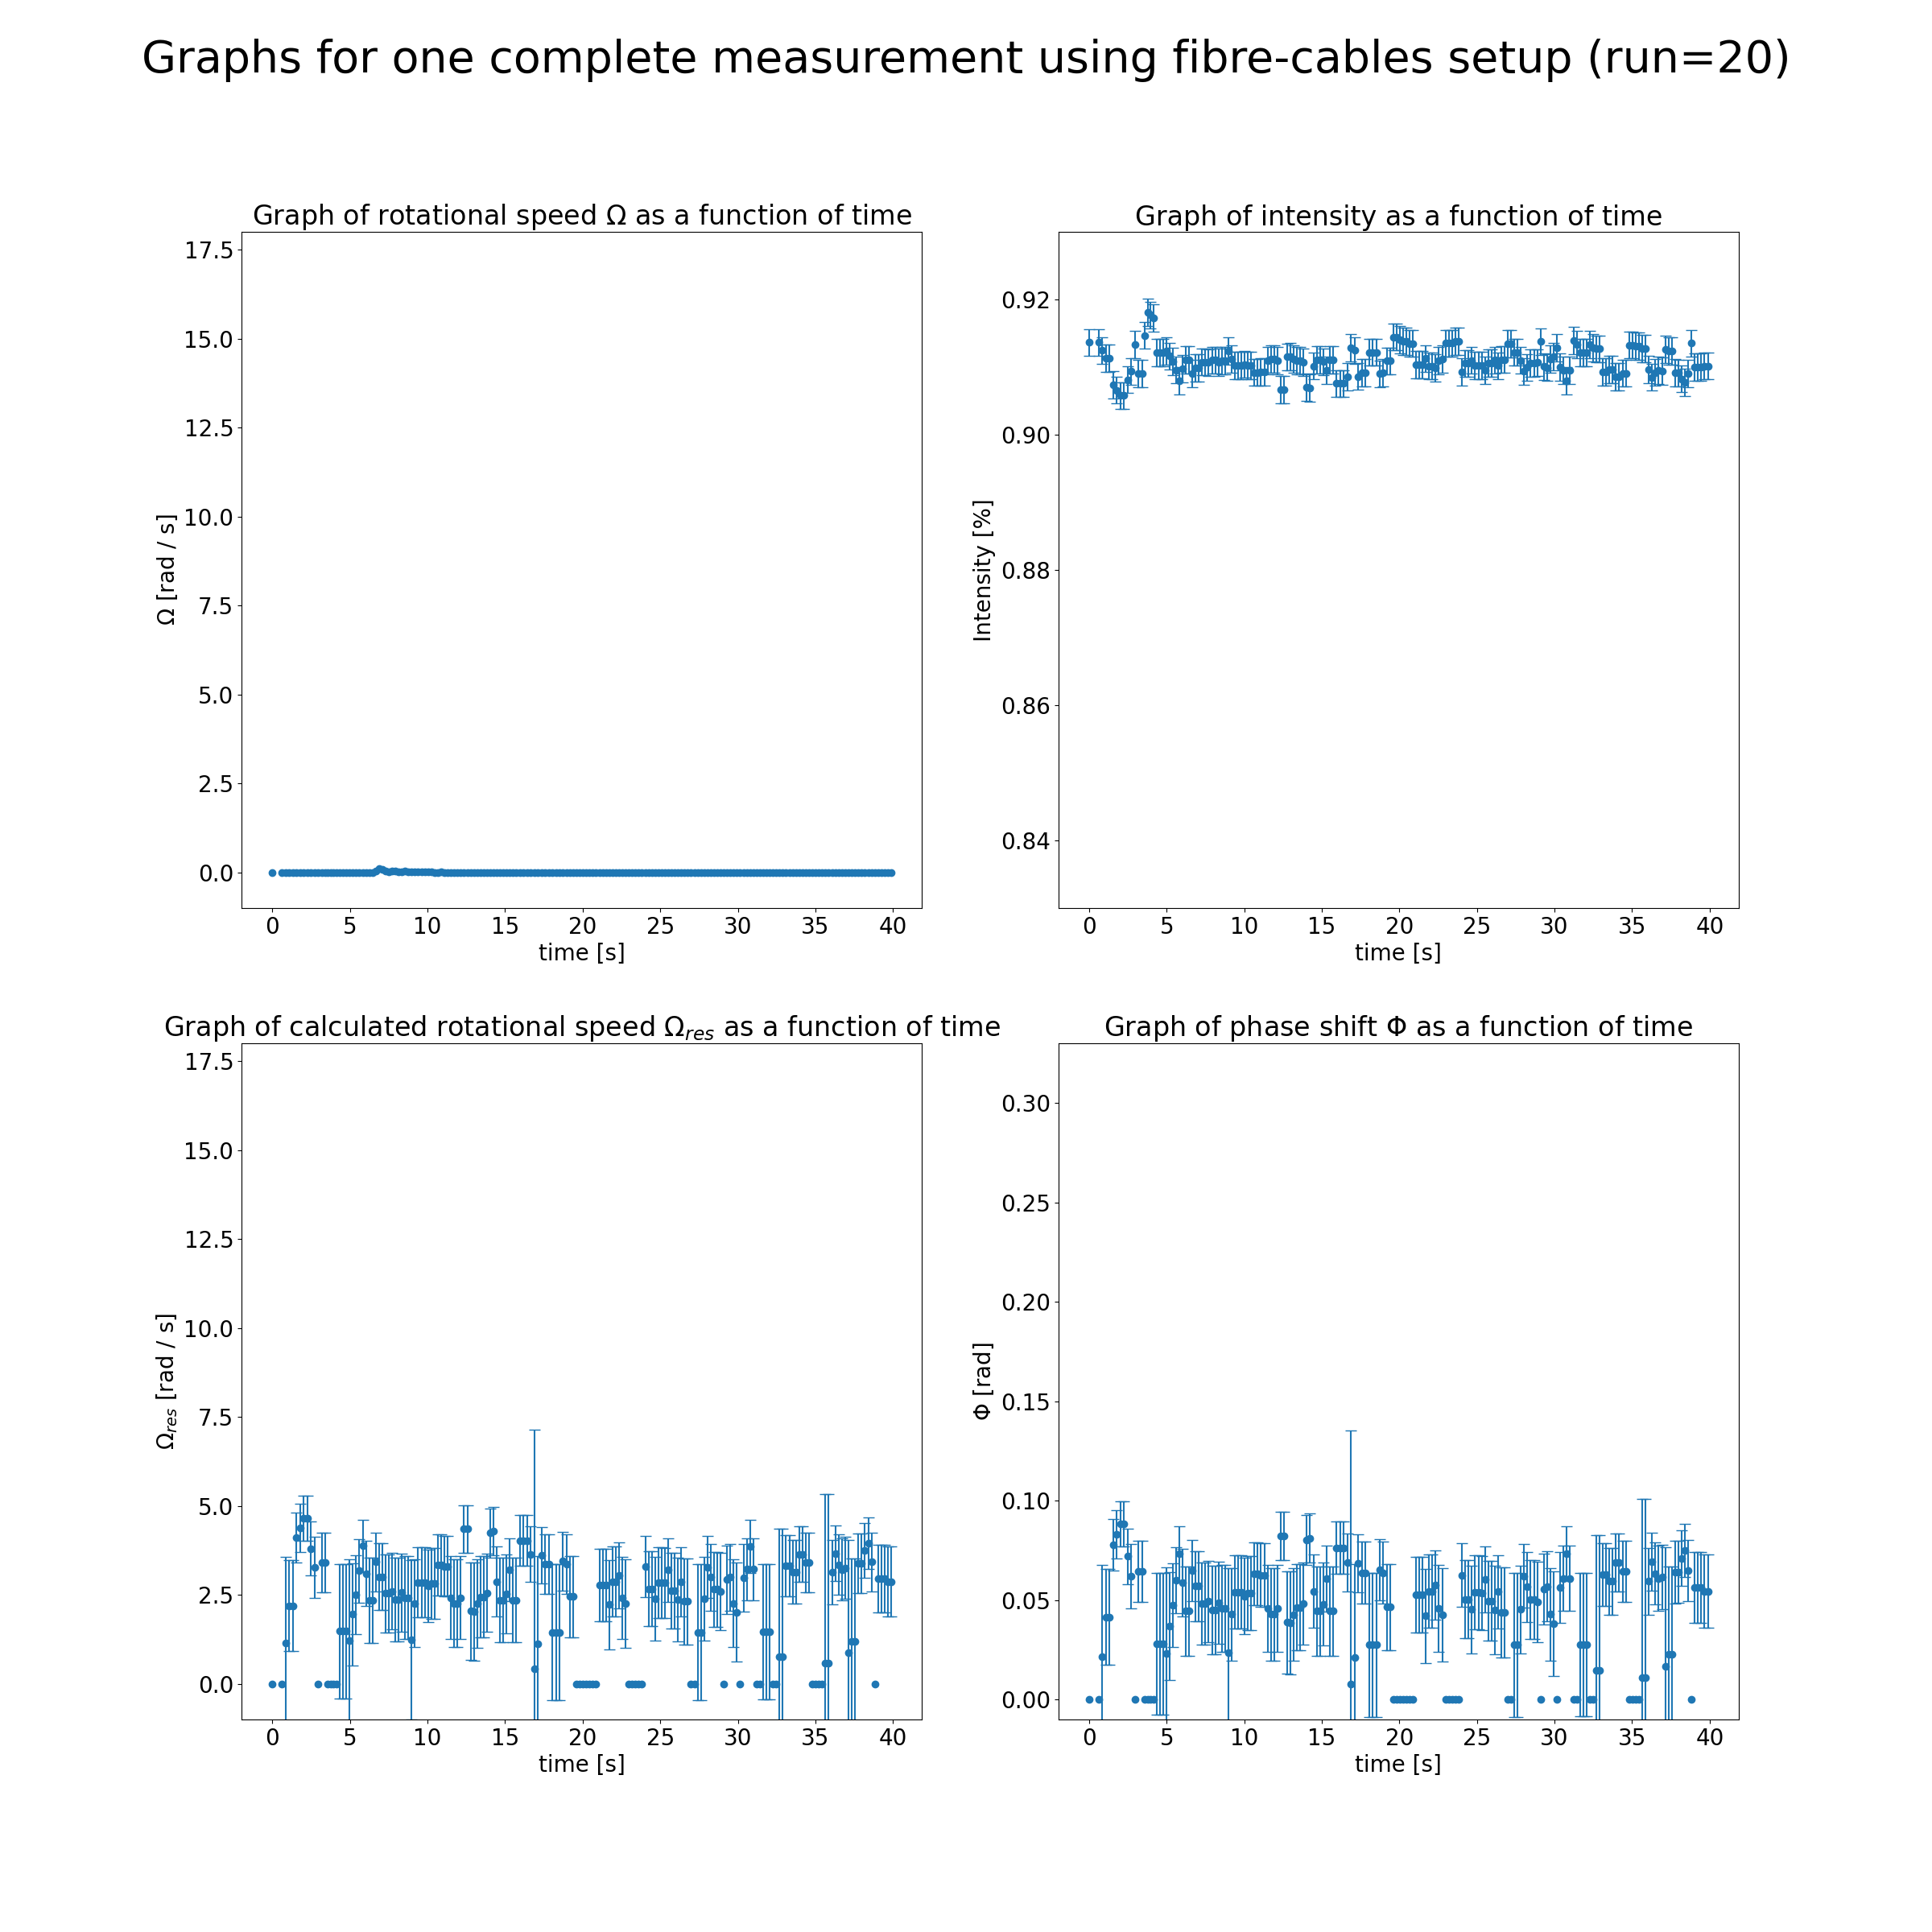 Graphs for one complete measurement using fibre-cables setup (run=20)
Graph of rotational speed Ω as a function of time
17.5
15.0
12.5
10.0
7.5
5.0
2.5
0.0
Ω [rad / s]
0 5 10 15 20 25 30 35 40
time [s]
Graph of intensity as a function of time
0.92
0.90
0.88
0.86
0.84
Intensity [%]
0 5 10 15 20 25 30 35 40
time [s]
Graph of calculated rotational speed Ω_res as a function of time
17.5
15.0
12.5
10.0
7.5
5.0
2.5
0.0
Ω_res [rad / s]
0 5 10 15 20 25 30 35 40
time [s]
Graph of phase shift Φ as a function of time
0.30
0.25
0.20
0.15
0.10
0.05
0.00
Φ [rad]
0 5 10 15 20 25 30 35 40
time [s]